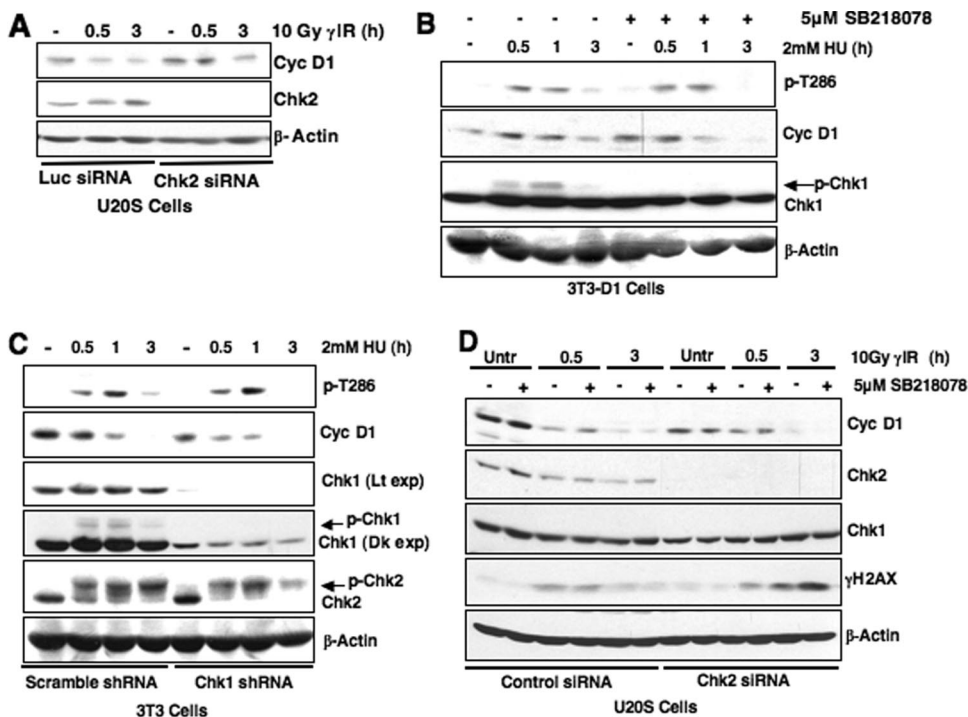 A
- 0.5 3 - 0.5 3 10 Gy γIR (h)
Cyc D1
Chk2
β-Actin
Luc siRNA Chk2 siRNA
U20S Cells
B
5μM SB218078
- - - - + + + +
2mM HU (h)
- 0.5 1 3 - 0.5 1 3
p-T286
Cyc D1
p-Chk1
Chk1
β-Actin
3T3-D1 Cells
C
- 0.5 1 3 - 0.5 1 3 2mM HU (h)
p-T286
Cyc D1
Chk1 (Lt exp)
p-Chk1
Chk1 (Dk exp)
p-Chk2
Chk2
β-Actin
Scramble shRNA Chk1 shRNA
3T3 Cells
D
Untr 0.5 3 Untr 0.5 3 10Gy γIR (h)
- + - + - + - + - + - + 5μM SB218078
Cyc D1
Chk2
Chk1
γH2AX
β-Actin
Control siRNA Chk2 siRNA
U20S Cells